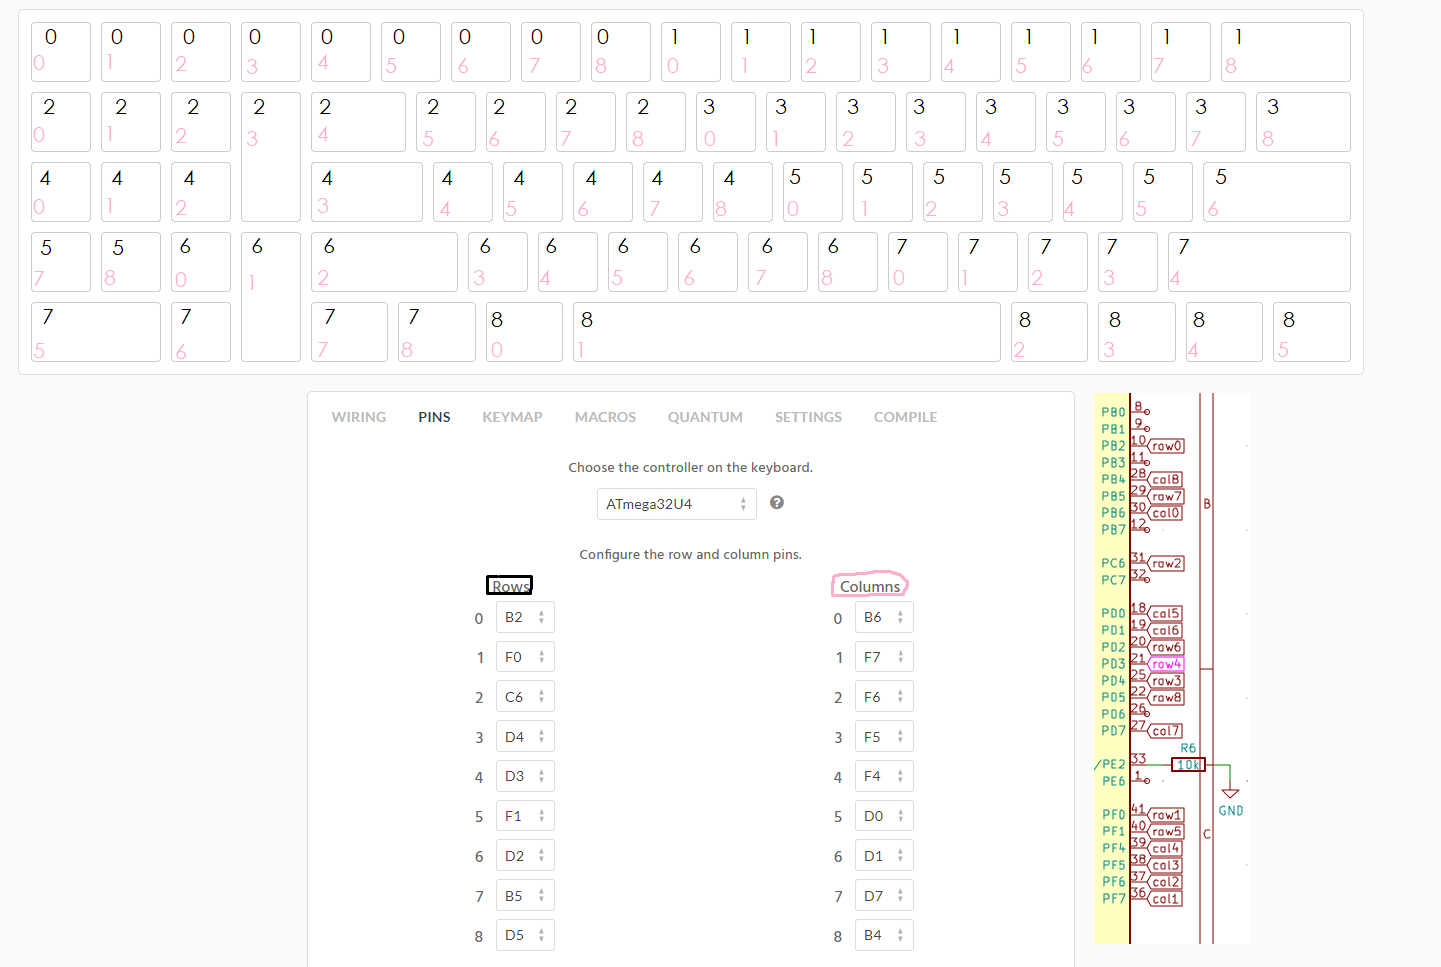 0 0 0 0 0 0 0 0 0 1 1 1 1 1 1 1 1 1
0 1 2 3 4 5 6 7 8 0 1 2 3 4 5 6 7 8
2 2 2 2 2 2 2 2 2 3 3 3 3 3 3 3 3 3
0 1 2 3 4 5 6 7 8 0 1 2 3 4 5 6 7 8
4 4 4 4 4 4 4 4 4 5 5 5 5 5 5 5
0 1 2 3 4 5 6 7 8 0 1 2 3 4 5 6
5 5 6 6 6 6 6 6 6 6 6 7 7 7 7 7
7 8 0 1 2 3 4 5 6 7 8 0 1 2 3 4
7 7 7 7 8 8 8 8 8 8
5 6 7 8 0 1 2 3 4 5
WIRING PINS KEYMAP MACROS QUANTUM SETTINGS COMPILE
Choose the controller on the keyboard.
ATmega32U4 ?
Configure the row and column pins.
Rows Columns
0 B2 0 B6
1 F0 1 F7
2 C6 2 F6
3 D4 3 F5
4 D3 4 F4
5 F1 5 D0
6 D2 6 D1
7 B5 7 D7
8 D5 8 B4
PB0 8
PB1 9
PB2 10 row0
PB3 11
PB4 28 col8
PB5 29 row7
PB6 30 col0
PB7 12
B
PC6 31 row2
PC7 32
PD0 18 col5
PD1 19 col6
PD2 20 row6
PD3 21 row4
PD4 25 row3
PD5 22 row8
PD6 26
PD7 27 col7
R6
/PE2 33 10k
PE6 1
GND
PF0 41 row1
PF1 40 row5
C
PF4 39 col4
PF5 38 col3
PF6 37 col2
PF7 36 col1